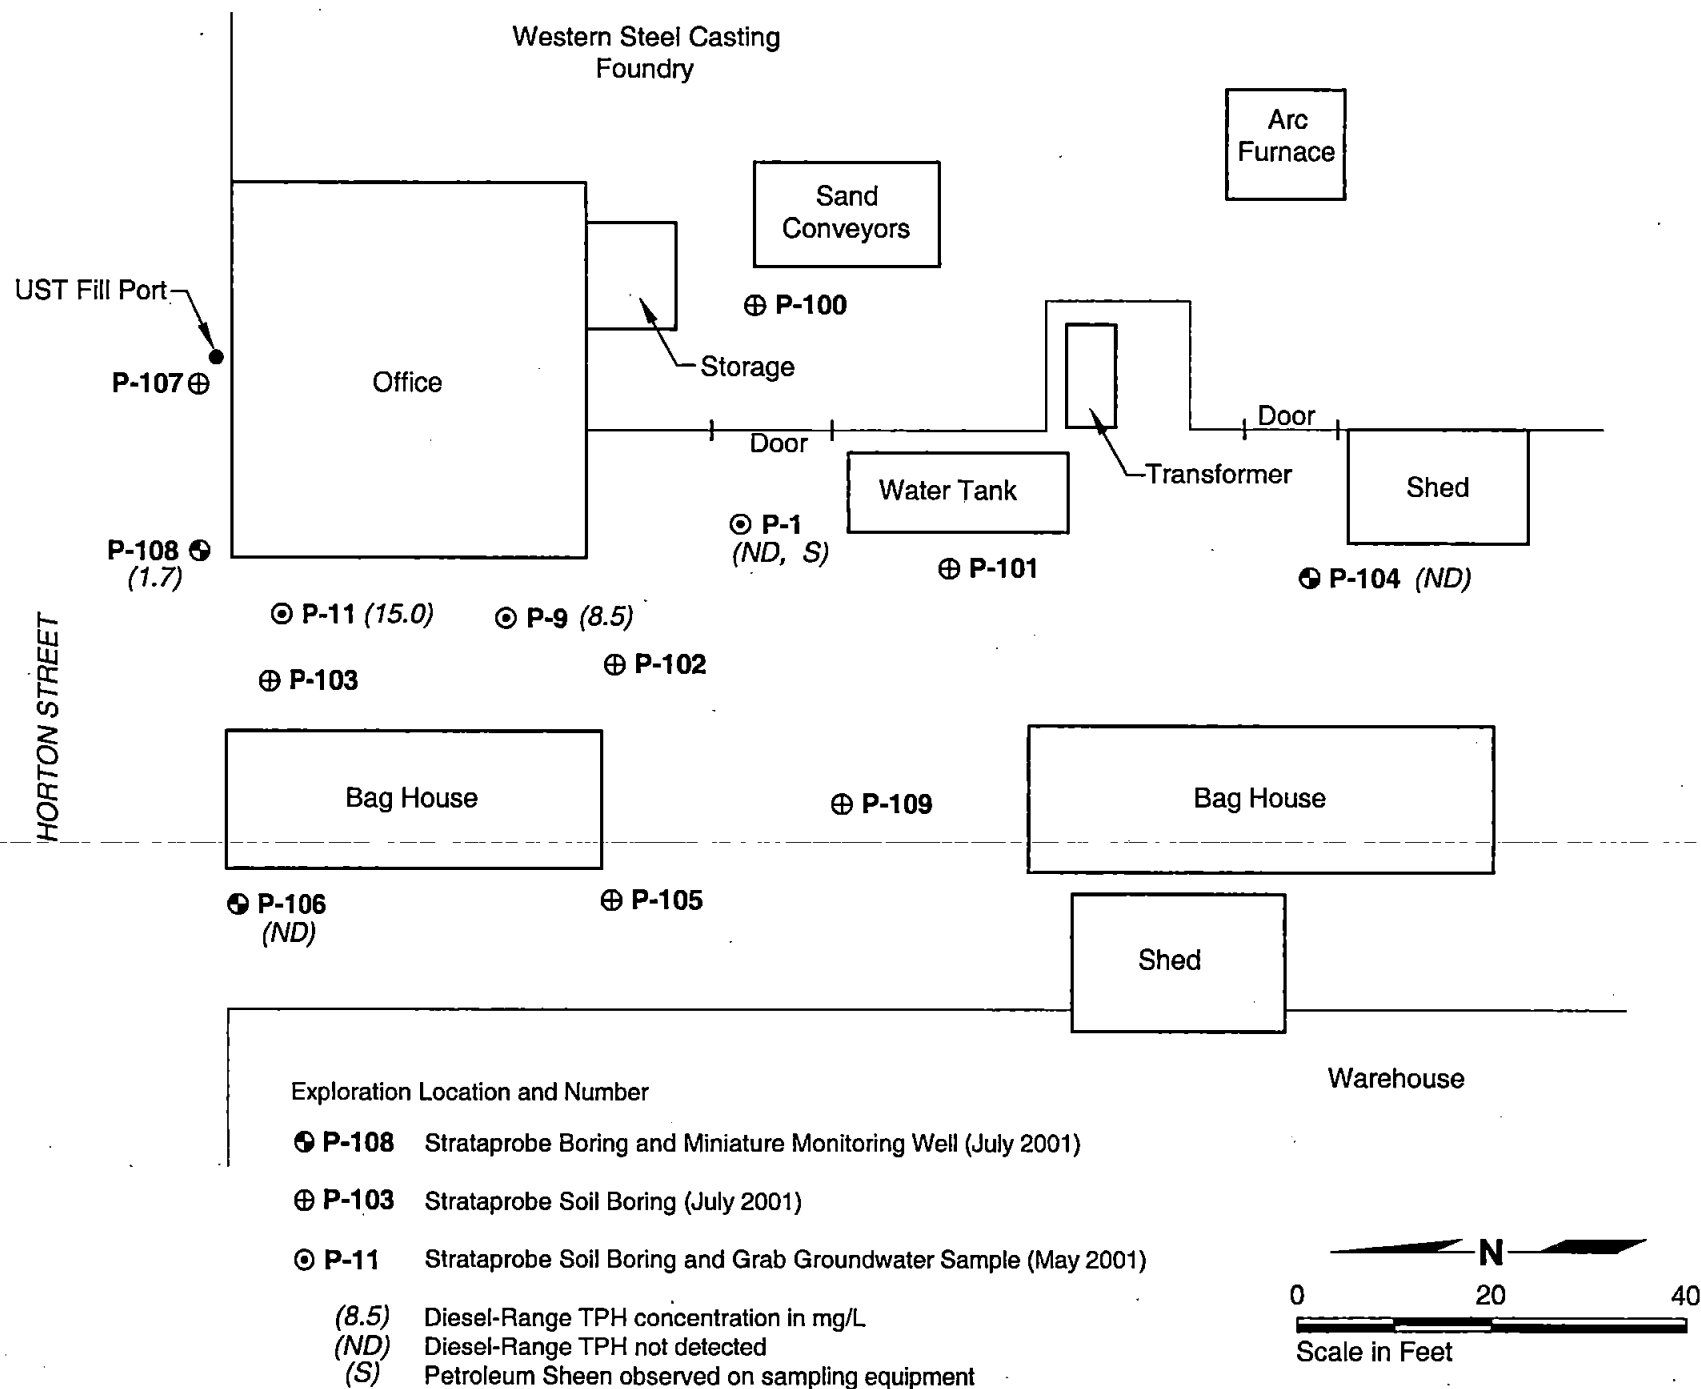 Western Steel Casting
Foundry
Arc
Furnace
Sand
Conveyors
UST Fill Port
P-100
Storage
P-107
Office
Door
Door
Transformer
Water Tank
Shed
P-1
(ND, S)
P-108
(1.7)
P-101
P-104 (ND)
P-11 (15.0)
P-9 (8.5)
P-102
P-103
HORTON STREET
Bag House
P-109
Bag House
P-106
(ND)
P-105
Shed
Warehouse
Exploration Location and Number
P-108 Strataprobe Boring and Miniature Monitoring Well (July 2001)
P-103 Strataprobe Soil Boring (July 2001)
P-11 Strataprobe Soil Boring and Grab Groundwater Sample (May 2001)
(8.5) Diesel-Range TPH concentration in mg/L
(ND) Diesel-Range TPH not detected
(S) Petroleum Sheen observed on sampling equipment
N
0 20 40
Scale in Feet